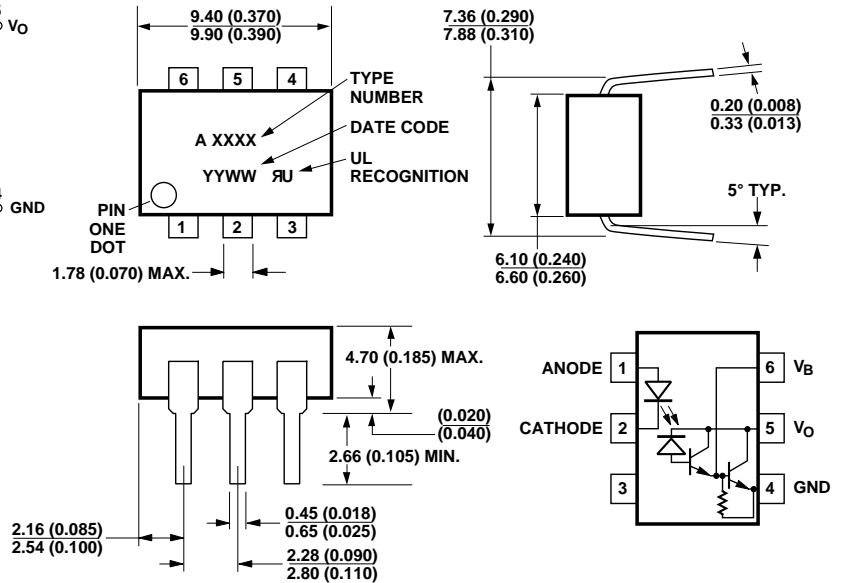 VO
GND
9.40 (0.370)
9.90 (0.390)
6 5 4
A XXXX
YYWW ЯU
1 2 3
TYPE
NUMBER
DATE CODE
UL
RECOGNITION
PIN
ONE
DOT
1.78 (0.070) MAX.
7.36 (0.290)
7.88 (0.310)
0.20 (0.008)
0.33 (0.013)
5° TYP.
6.10 (0.240)
6.60 (0.260)
4.70 (0.185) MAX.
(0.020)
(0.040)
2.66 (0.105) MIN.
0.45 (0.018)
0.65 (0.025)
2.16 (0.085)
2.54 (0.100)
2.28 (0.090)
2.80 (0.110)
ANODE 1
CATHODE 2
3
6 VB
5 VO
4 GND